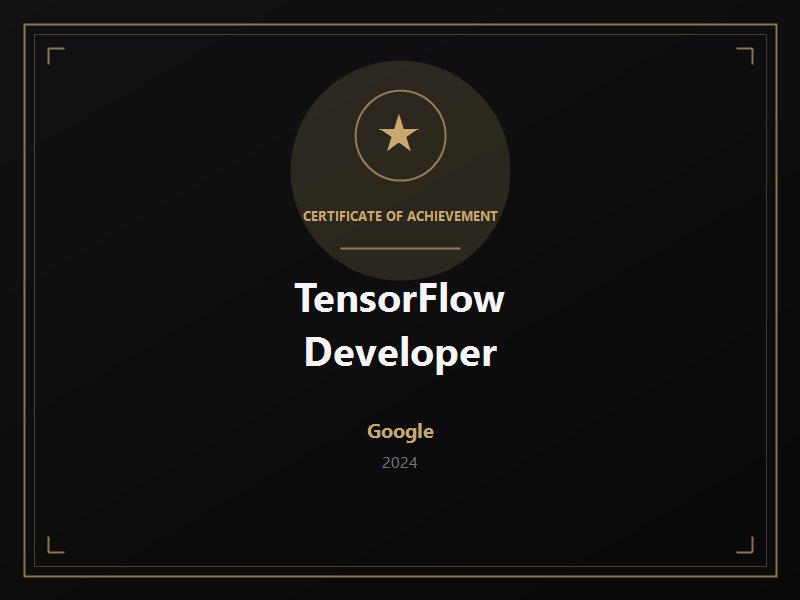 CERTIFICATE OF ACHIEVEMENT
TensorFlow
Developer
Google
2024